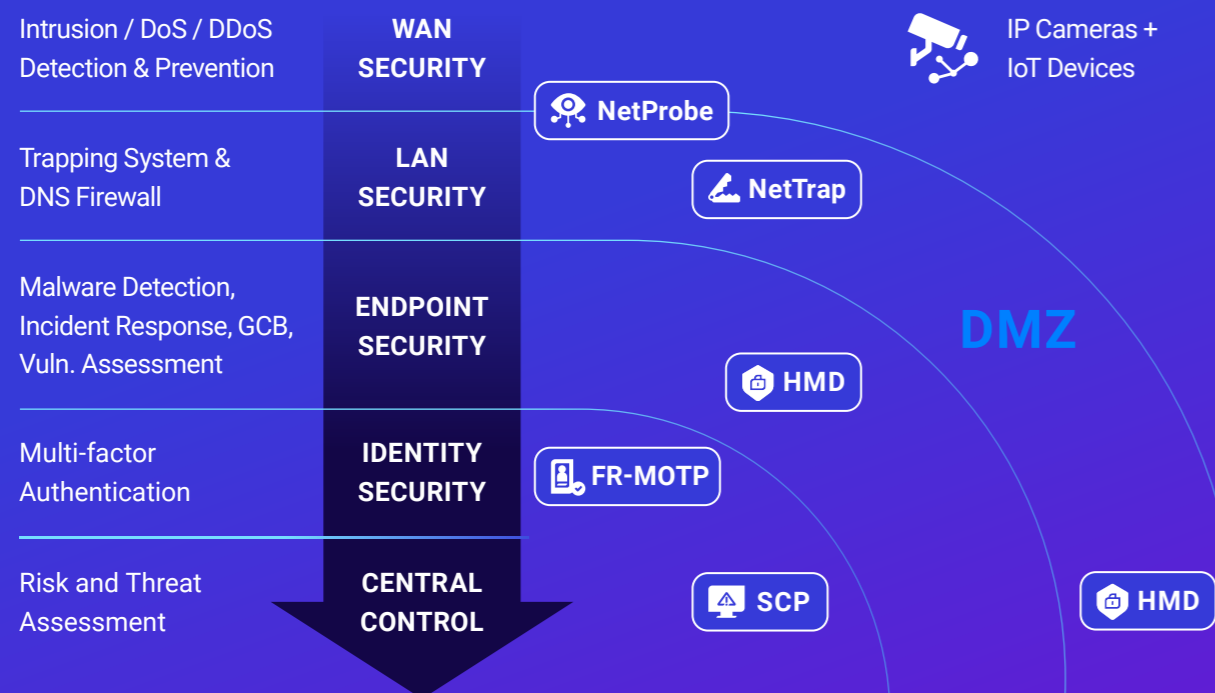 Intrusion / DoS / DDoS
Detection & Prevention
WAN
SECURITY
IP Cameras +
IoT Devices
NetProbe
Trapping System &
DNS Firewall
LAN
SECURITY
NetTrap
Malware Detection,
Incident Response, GCB,
Vuln. Assessment
ENDPOINT
SECURITY
DMZ
HMD
Multi-factor
Authentication
IDENTITY
SECURITY
FR-MOTP
Risk and Threat
Assessment
CENTRAL
CONTROL
SCP
HMD